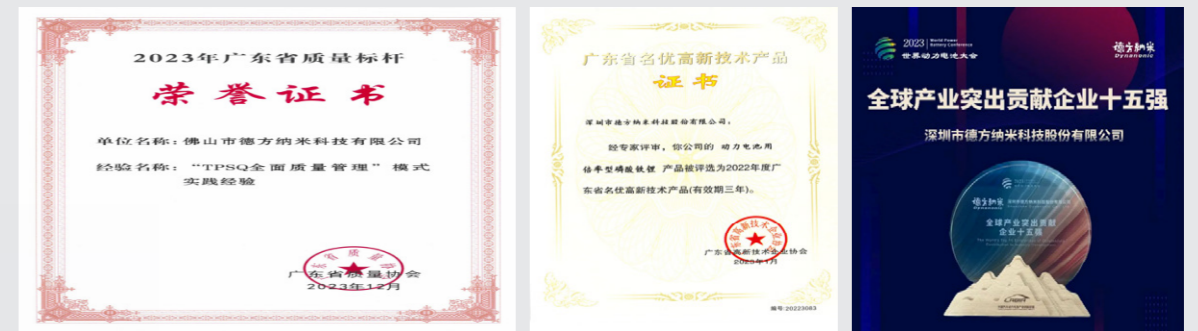 2023年广东省质量标杆
荣誉证书
单位名称：佛山市德方纳米科技有限公司
经验名称：“TPSQ全面质量管理”模式
实践经验
广东省质量协会
2023年12月
广东省名优高新技术产品
证书
深圳市德方纳米科技股份有限公司：
经专家评审，你公司的 动力电池用
倍率型磷酸铁锂 产品被评选为2022年度广
东省名优高新技术产品(有效期三年)。
广东省高新技术企业协会
2023年1月
编号:20223083
2023 World Power
Battery Conference
世界动力电池大会
德方纳米
Dynanonic
全球产业突出贡献企业十五强
深圳市德方纳米科技股份有限公司
德方纳米
Dynanonic
全球产业突出贡献
企业十五强